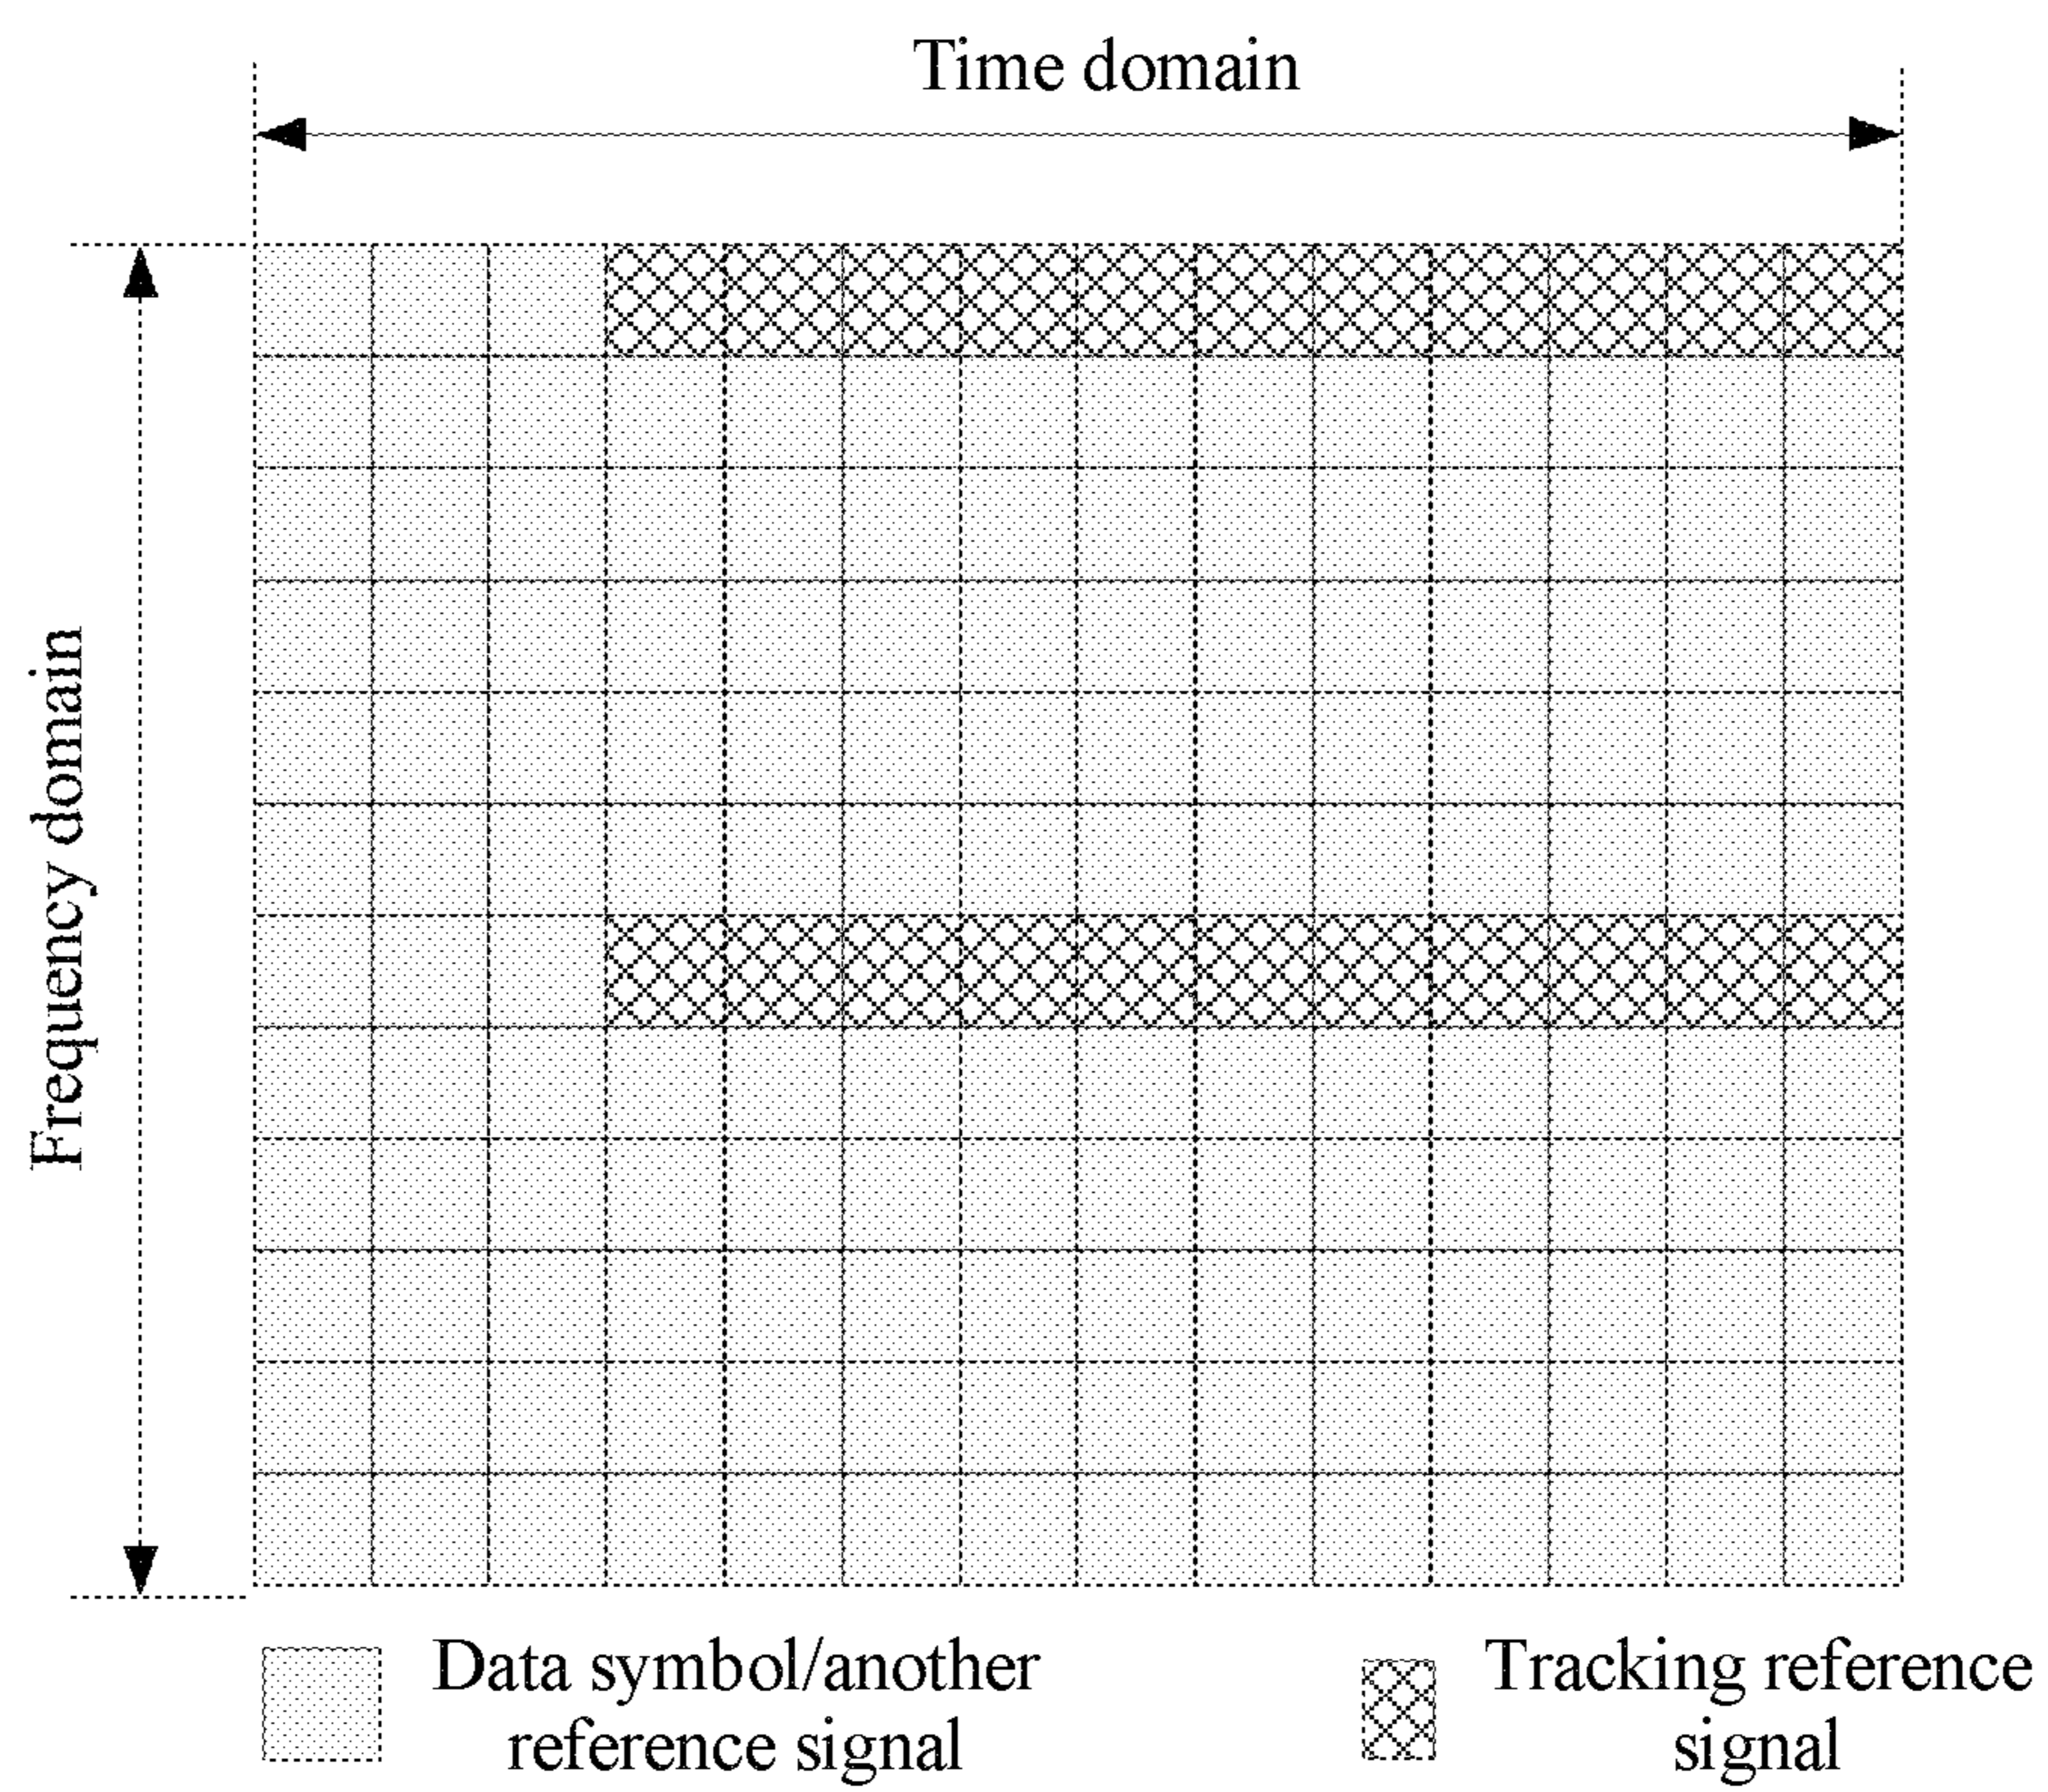 Time domain
Frequency domain
Data symbol/another
reference signal
Tracking reference
signal